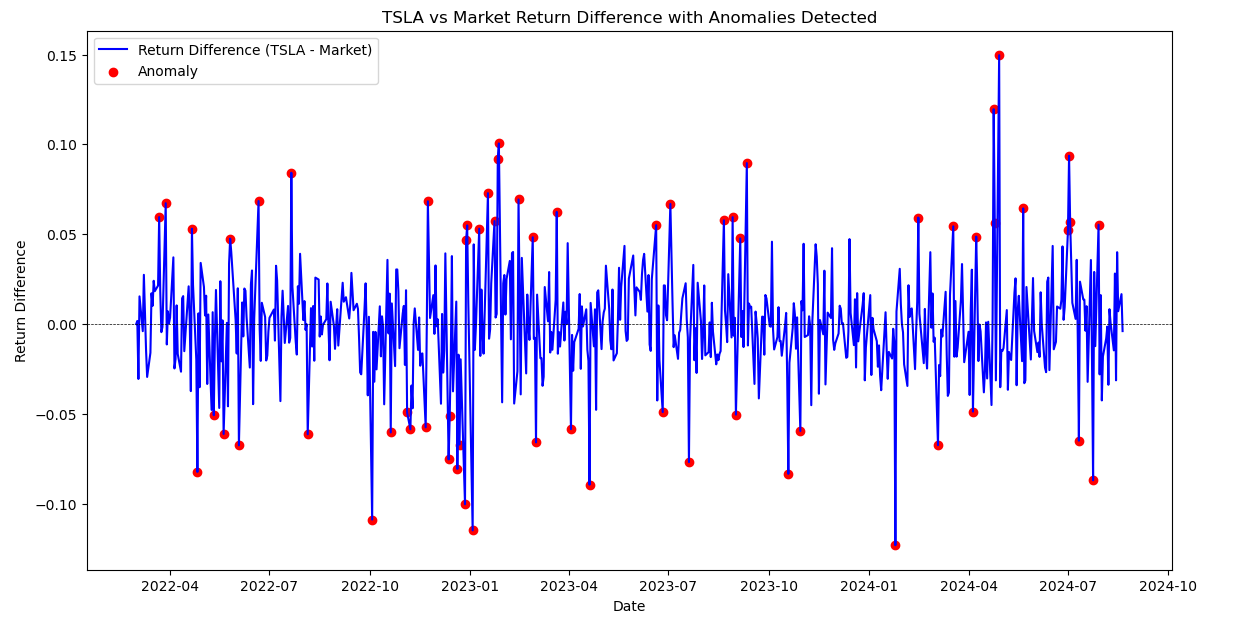 TSLA vs Market Return Difference with Anomalies Detected
Return Difference (TSLA - Market)
Anomaly
Return Difference
0.15
0.10
0.05
0.00
−0.05
−0.10
2022-04 2022-07 2022-10 2023-01 2023-04 2023-07 2023-10 2024-01 2024-04 2024-07 2024-10
Date